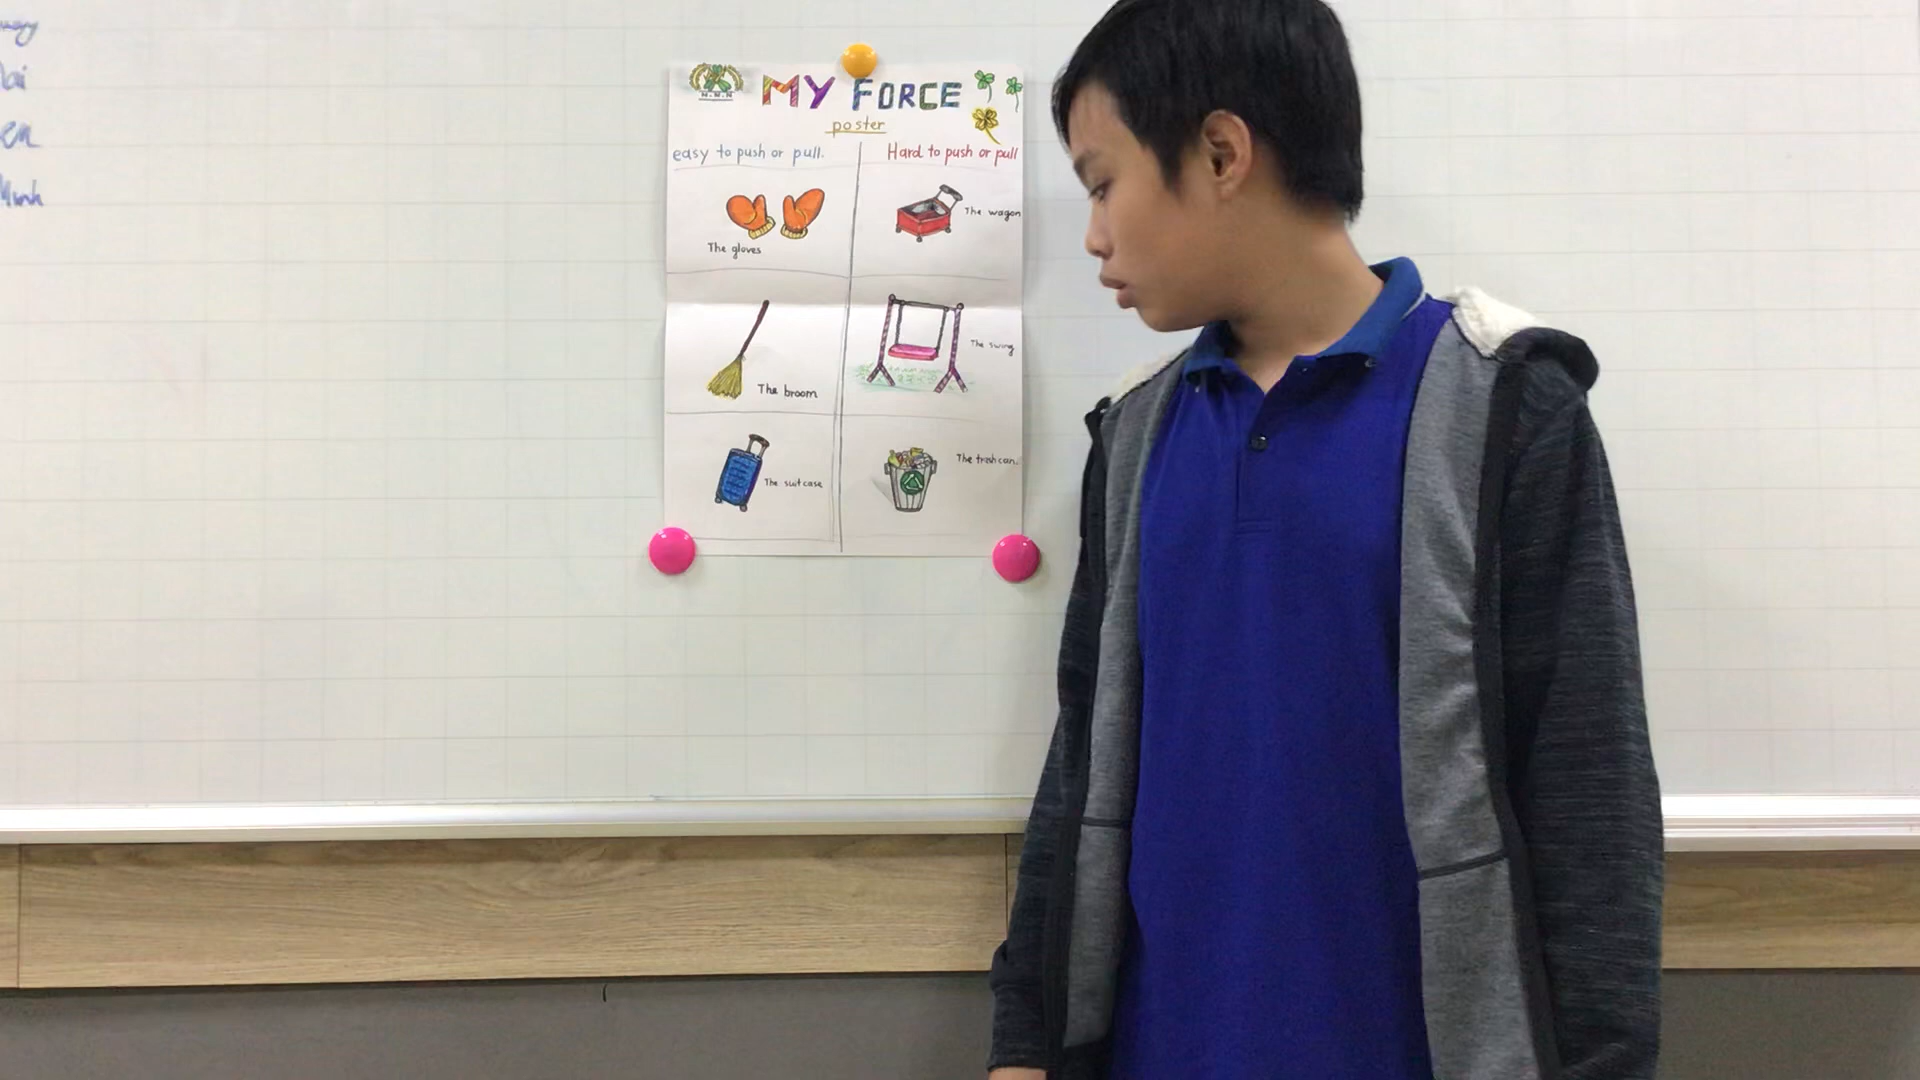 Minh
N.N.N
MY FORCE
poster
easy to push or pull.
Hard to push or pull
The gloves
The wagon
The broom
The swing
The suitcase
The trash can.